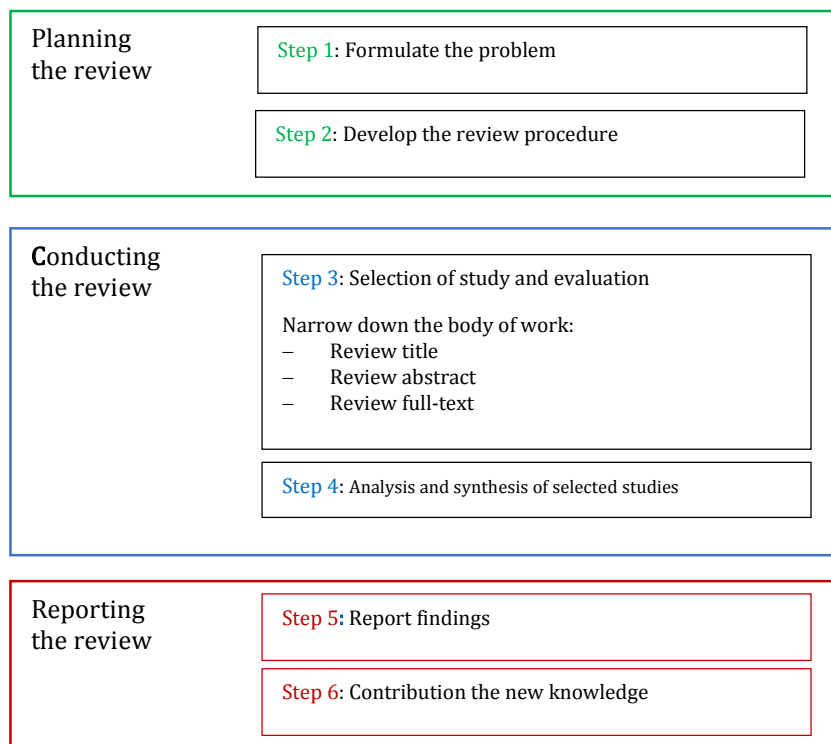 Planning
the review
Step 1: Formulate the problem
Step 2: Develop the review procedure
Conducting
the review
Step 3: Selection of study and evaluation
Narrow down the body of work:
– Review title
– Review abstract
– Review full-text
Step 4: Analysis and synthesis of selected studies
Reporting
the review
Step 5: Report findings
Step 6: Contribution the new knowledge